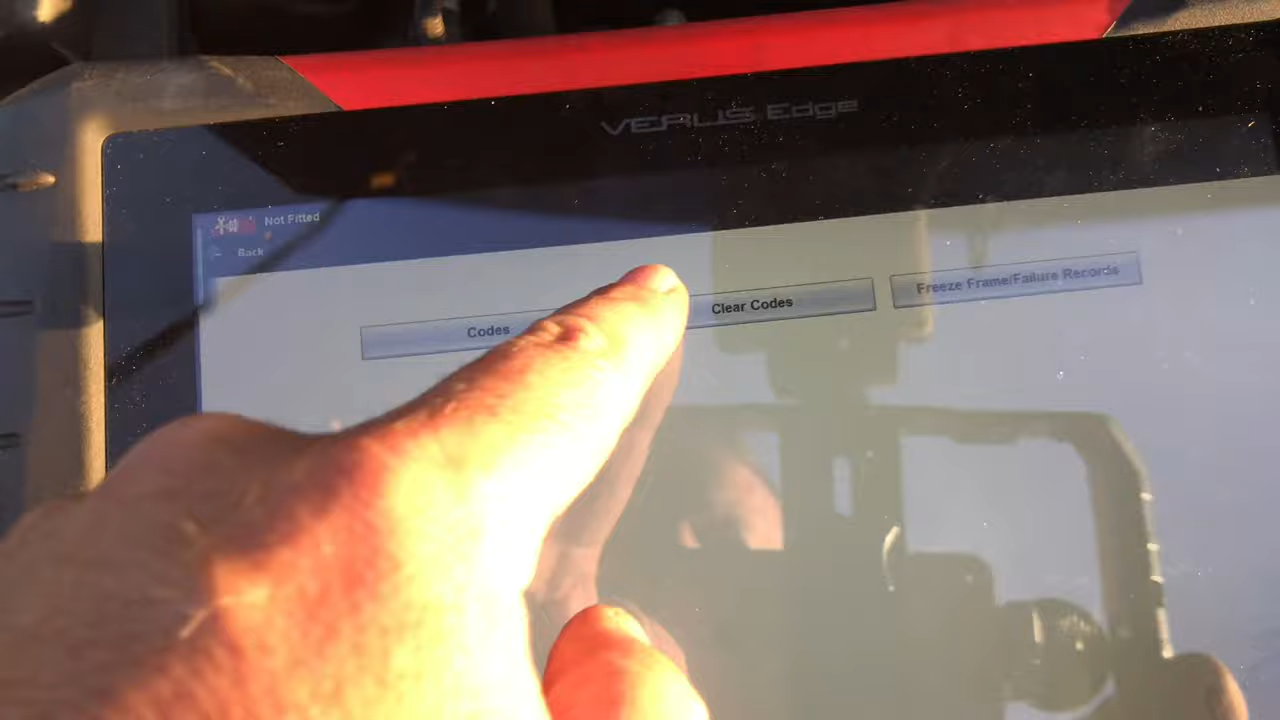 VERUS Edge
Not Fitted
Back
Codes
Clear Codes
Freeze Frame/Failure Records